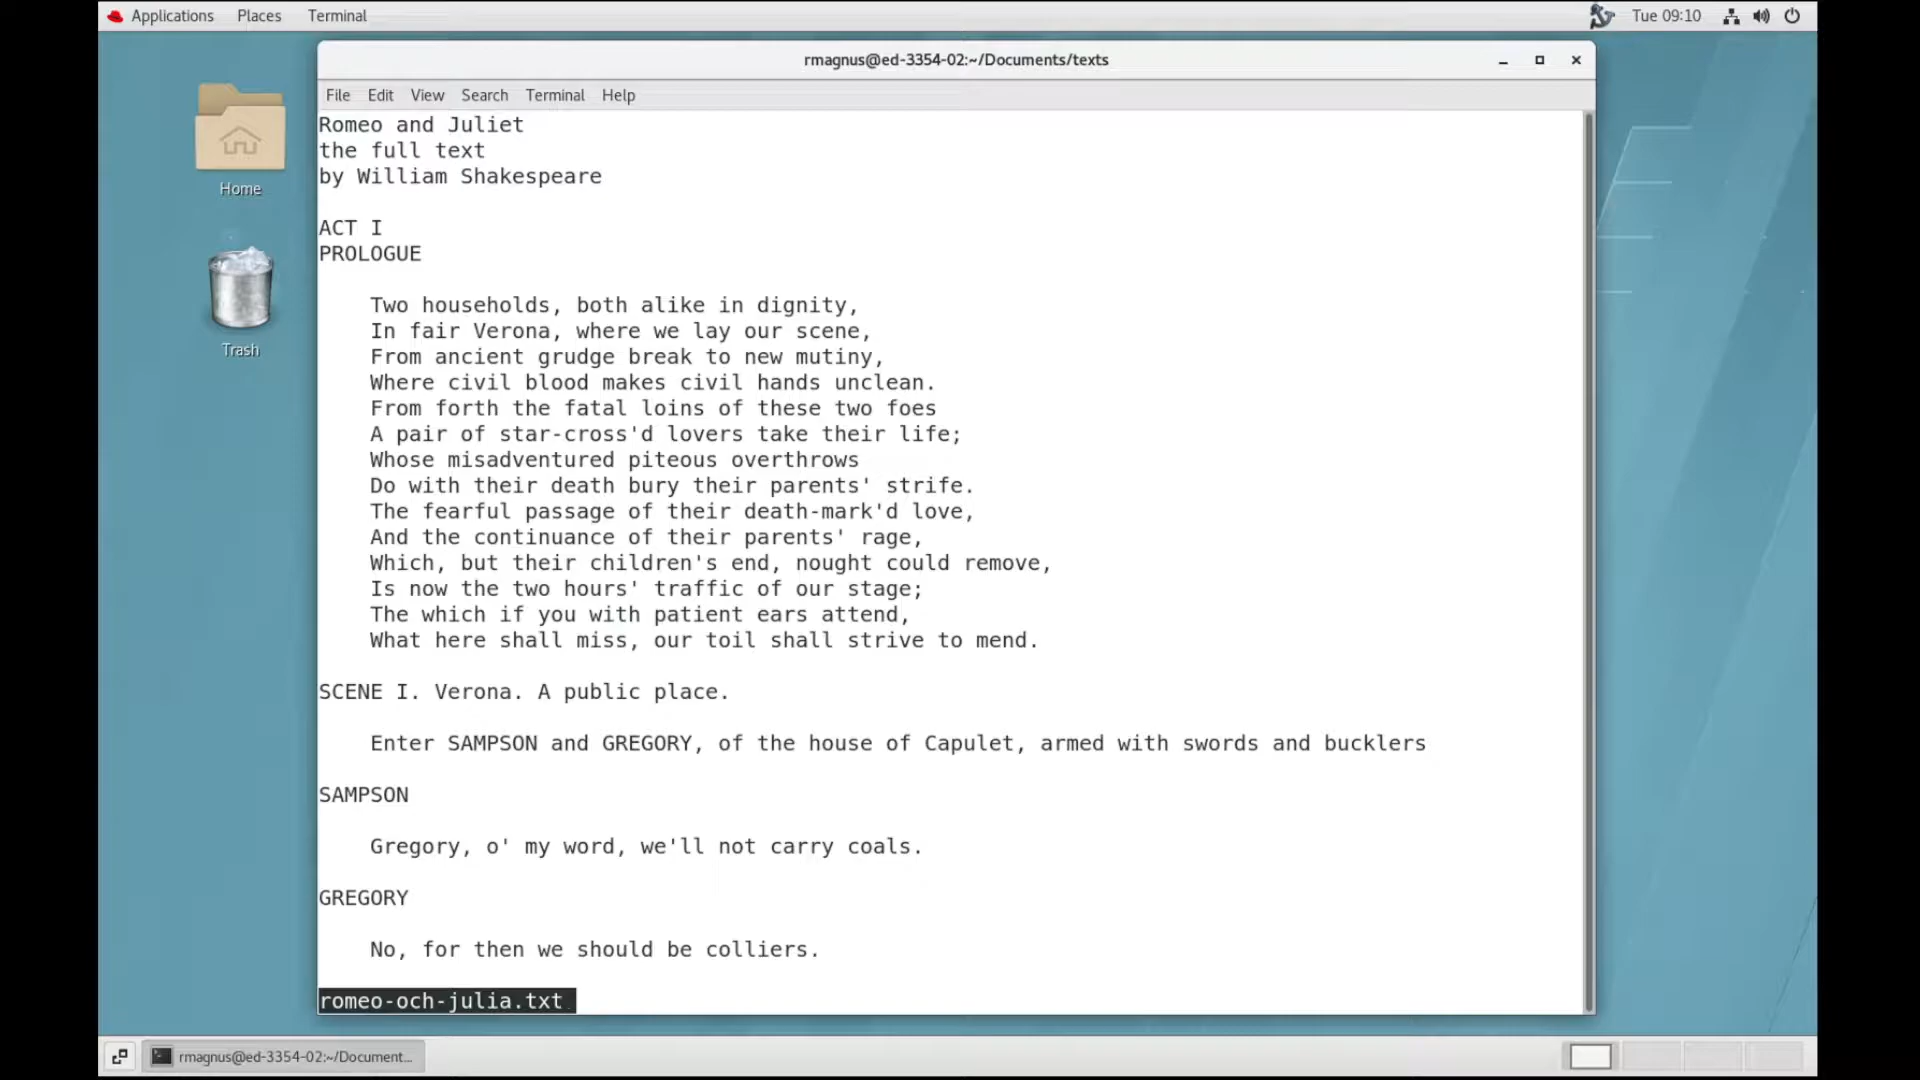 Applications Places Terminal Tue 09:10
rmagnus@ed-3354-02:~/Documents/texts
File Edit View Search Terminal Help
Home
Trash
Romeo and Juliet
the full text
by William Shakespeare
ACT I
PROLOGUE
Two households, both alike in dignity,
In fair Verona, where we lay our scene,
From ancient grudge break to new mutiny,
Where civil blood makes civil hands unclean.
From forth the fatal loins of these two foes
A pair of star-cross'd lovers take their life;
Whose misadventured piteous overthrows
Do with their death bury their parents' strife.
The fearful passage of their death-mark'd love,
And the continuance of their parents' rage,
Which, but their children's end, nought could remove,
Is now the two hours' traffic of our stage;
The which if you with patient ears attend,
What here shall miss, our toil shall strive to mend.
SCENE I. Verona. A public place.
Enter SAMPSON and GREGORY, of the house of Capulet, armed with swords and bucklers
SAMPSON
Gregory, o' my word, we'll not carry coals.
GREGORY
No, for then we should be colliers.
romeo-och-julia.txt
rmagnus@ed-3354-02:~/Document...